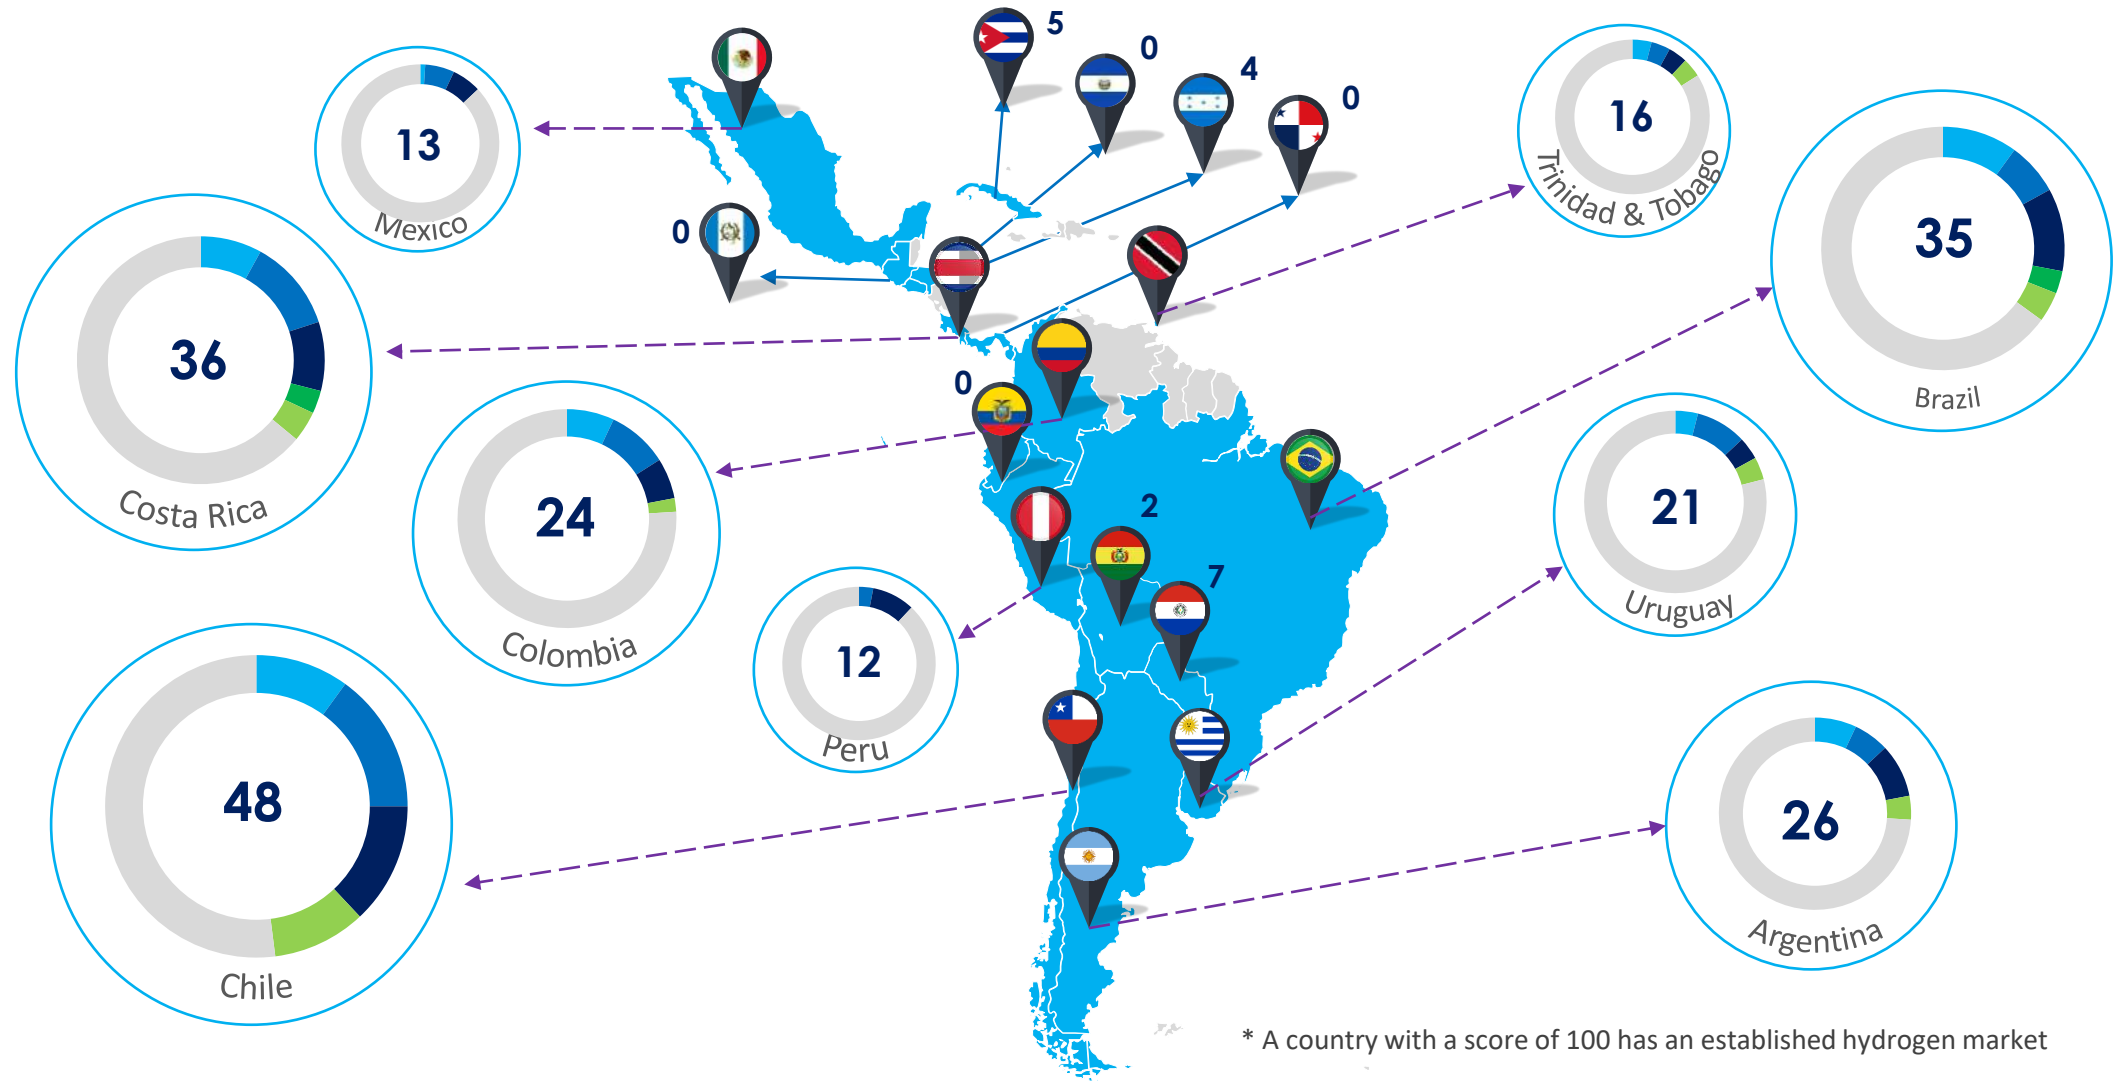 5
0
4
0
16
Trinidad & Tobago
13
Mexico
0
35
Brazil
36
Costa Rica
0
24
Colombia
21
Uruguay
2
7
12
Peru
48
Chile
26
Argentina
* A country with a score of 100 has an established hydrogen market